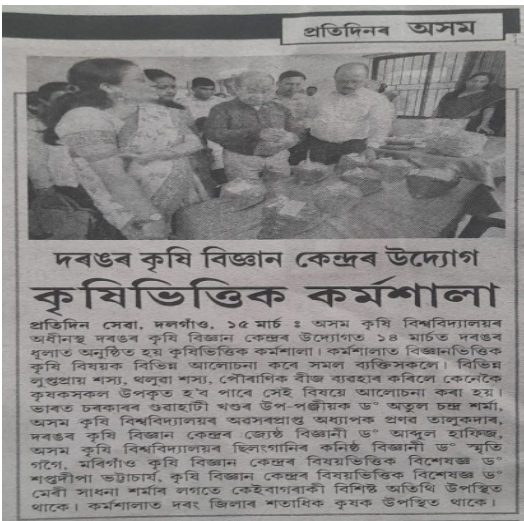 প্ৰতিদিনৰ অসম
দৰঙৰ কৃষি বিজ্ঞান কেন্দ্ৰৰ উদ্যোগ
কৃষিভিত্তিক কৰ্মশালা
প্ৰতিদিন সেৱা, দলগাঁও, ১৫ মাৰ্চ : অসম কৃষি বিশ্ববিদ্যালয়ৰ
অধীনস্থ দৰঙৰ কৃষি বিজ্ঞান কেন্দ্ৰৰ উদ্যোগত ১৪ মাৰ্চত দৰঙৰ
ধুলাত অনুষ্ঠিত হয় কৃষিভিত্তিক কৰ্মশালা। কৰ্মশালাত বিজ্ঞানভিত্তিক
কৃষি বিষয়ক বিভিন্ন আলোচনা কৰে সমল ব্যক্তিসকলে। বিভিন্ন
লুপ্তপ্ৰায় শস্য, থলুৱা শস্য, পৌৰাণিক বীজ ব্যৱহাৰ কৰিলে কেনেকৈ
কৃষকসকল উপকৃত হ'ব পাৰে সেই বিষয়ে আলোচনা কৰা হয়।
ভাৰত চৰকাৰৰ গুৱাহাটী খণ্ডৰ উপ-পঞ্জীয়ক ড° অতুল চন্দ্ৰ শৰ্মা,
অসম কৃষি বিশ্ববিদ্যালয়ৰ অৱসৰপ্ৰাপ্ত অধ্যাপক প্ৰণৱ তালুকদাৰ,
দৰঙৰ কৃষি বিজ্ঞান কেন্দ্ৰৰ জ্যেষ্ঠ বিজ্ঞানী ড° আব্দুল হাফিজ,
অসম কৃষি বিশ্ববিদ্যালয়ৰ ছিলংগানিৰ কনিষ্ঠ বিজ্ঞানী ড° স্মৃতি
গগৈ, মৰিগাঁও কৃষি বিজ্ঞান কেন্দ্ৰৰ বিষয়ভিত্তিক বিশেষজ্ঞ ড°
শপ্তদীপা ভট্টাচাৰ্য, কৃষি বিজ্ঞান কেন্দ্ৰৰ বিষয়ভিত্তিক বিশেষজ্ঞ ড°
মেৰী সাধনা শৰ্মাৰ লগতে কেইবাগৰাকী বিশিষ্ট অতিথি উপস্থিত
থাকে। কৰ্মশালাত দৰং জিলাৰ শতাধিক কৃষক উপস্থিত থাকে।